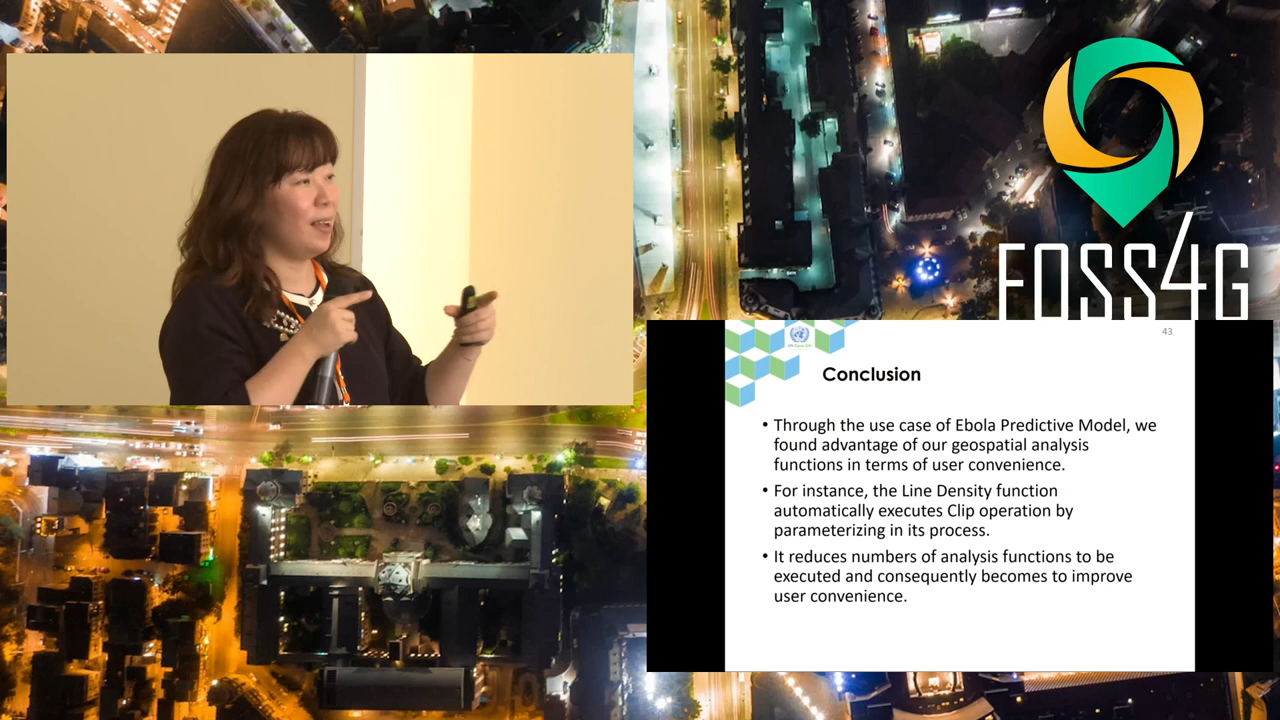 FOSS4G
43
Conclusion
• Through the use case of Ebola Predictive Model, we
found advantage of our geospatial analysis
functions in terms of user convenience.
• For instance, the Line Density function
automatically executes Clip operation by
parameterizing in its process.
• It reduces numbers of analysis functions to be
executed and consequently becomes to improve
user convenience.